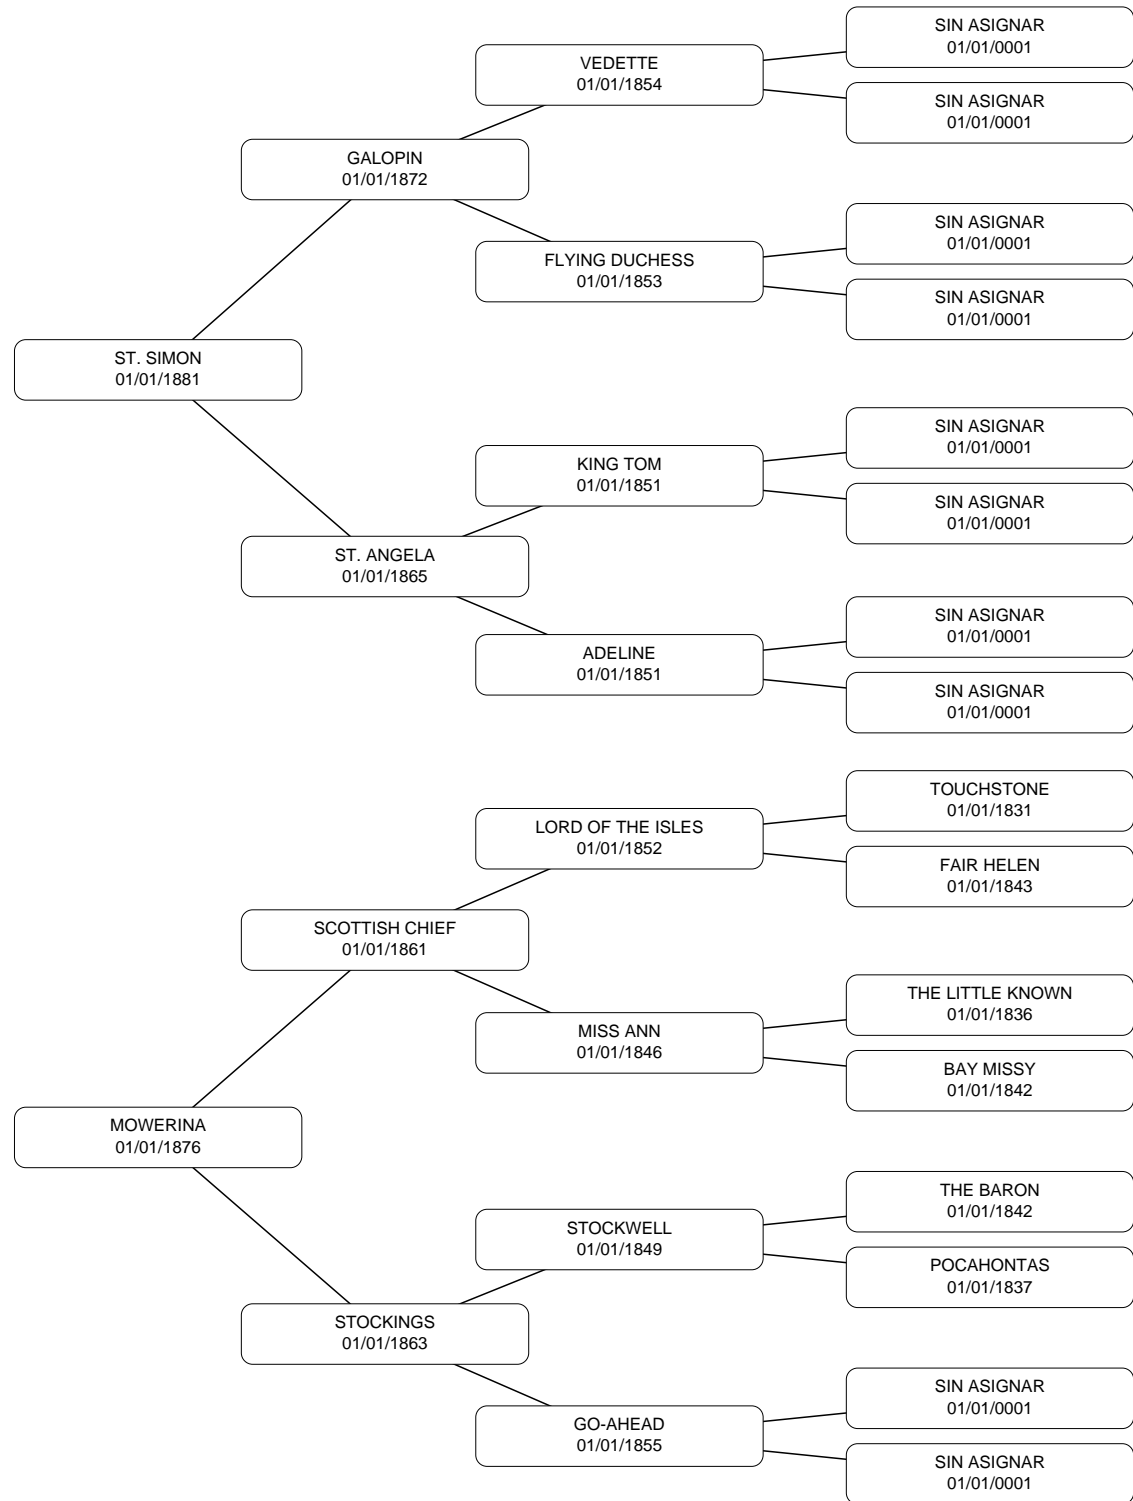 SIN ASIGNAR
01/01/0001
VEDETTE
01/01/1854
SIN ASIGNAR
01/01/0001
GALOPIN
01/01/1872
SIN ASIGNAR
01/01/0001
FLYING DUCHESS
01/01/1853
SIN ASIGNAR
01/01/0001
ST. SIMON
01/01/1881
SIN ASIGNAR
01/01/0001
KING TOM
01/01/1851
SIN ASIGNAR
01/01/0001
ST. ANGELA
01/01/1865
SIN ASIGNAR
01/01/0001
ADELINE
01/01/1851
SIN ASIGNAR
01/01/0001
TOUCHSTONE
01/01/1831
LORD OF THE ISLES
01/01/1852
FAIR HELEN
01/01/1843
SCOTTISH CHIEF
01/01/1861
THE LITTLE KNOWN
01/01/1836
MISS ANN
01/01/1846
BAY MISSY
01/01/1842
MOWERINA
01/01/1876
THE BARON
01/01/1842
STOCKWELL
01/01/1849
POCAHONTAS
01/01/1837
STOCKINGS
01/01/1863
SIN ASIGNAR
01/01/0001
GO-AHEAD
01/01/1855
SIN ASIGNAR
01/01/0001